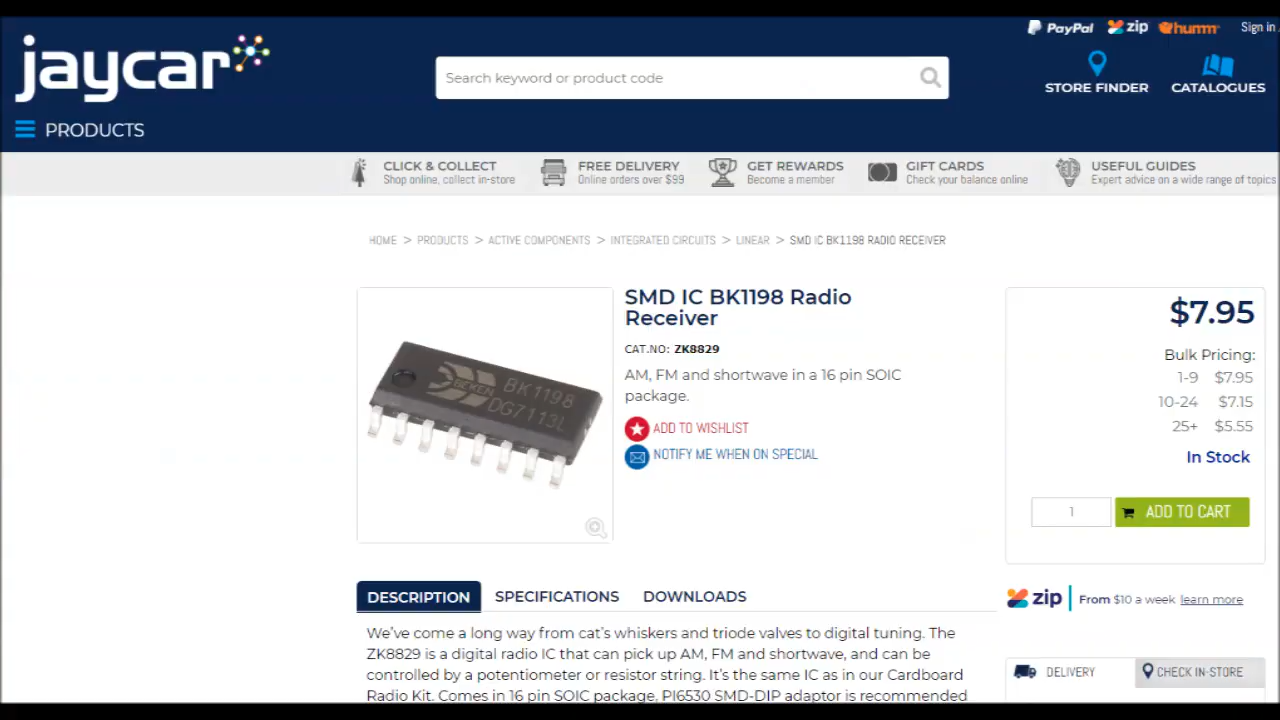 PayPal zip humm Sign in
jaycar
Search keyword or product code
STORE FINDER
CATALOGUES
PRODUCTS
CLICK & COLLECT
Shop online, collect in-store
FREE DELIVERY
Online orders over $99
GET REWARDS
Become a member
GIFT CARDS
Check your balance online
USEFUL GUIDES
Expert advice on a wide range of topics
HOME > PRODUCTS > ACTIVE COMPONENTS > INTEGRATED CIRCUITS > LINEAR > SMD IC BK1198 RADIO RECEIVER
BEKEN BK1198
DG7113L
SMD IC BK1198 Radio
Receiver
CAT.NO: ZK8829
AM, FM and shortwave in a 16 pin SOIC
package.
ADD TO WISHLIST
NOTIFY ME WHEN ON SPECIAL
$7.95
Bulk Pricing:
1-9 $7.95
10-24 $7.15
25+ $5.55
In Stock
1 ADD TO CART
zip From $10 a week learn more
DELIVERY CHECK IN-STORE
DESCRIPTION SPECIFICATIONS DOWNLOADS
We've come a long way from cat's whiskers and triode valves to digital tuning. The
ZK8829 is a digital radio IC that can pick up AM, FM and shortwave, and can be
controlled by a potentiometer or resistor string. It's the same IC as in our Cardboard
Radio Kit. Comes in 16 pin SOIC package. PI6530 SMD-DIP adaptor is recommended